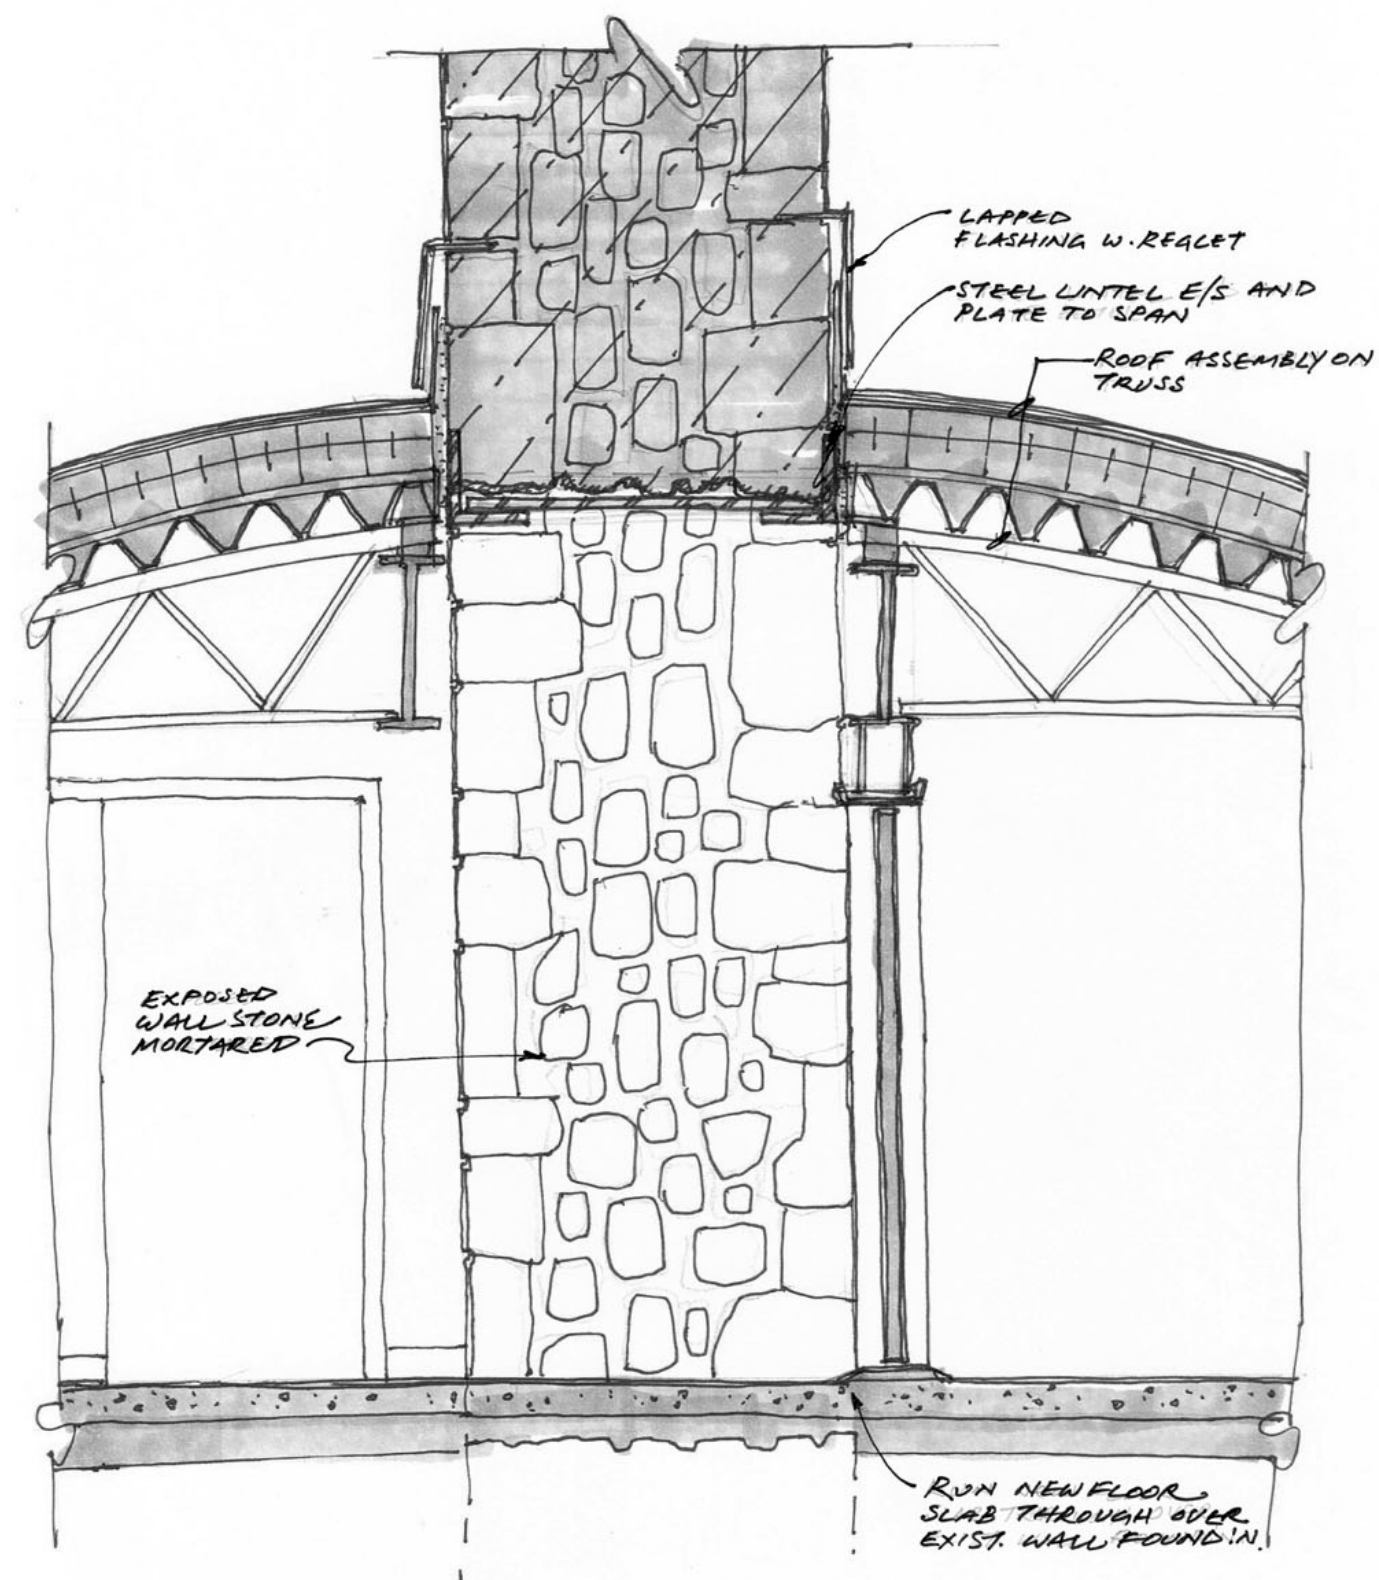 LAPPED
FLASHING W. REGLET
STEEL LINTEL E/S AND
PLATE TO SPAN
ROOF ASSEMBLY ON
TRUSS
EXPOSED
WALL STONE
MORTARED
RUN NEW FLOOR
SLAB THROUGH OVER
EXIST. WALL FOUND'N.